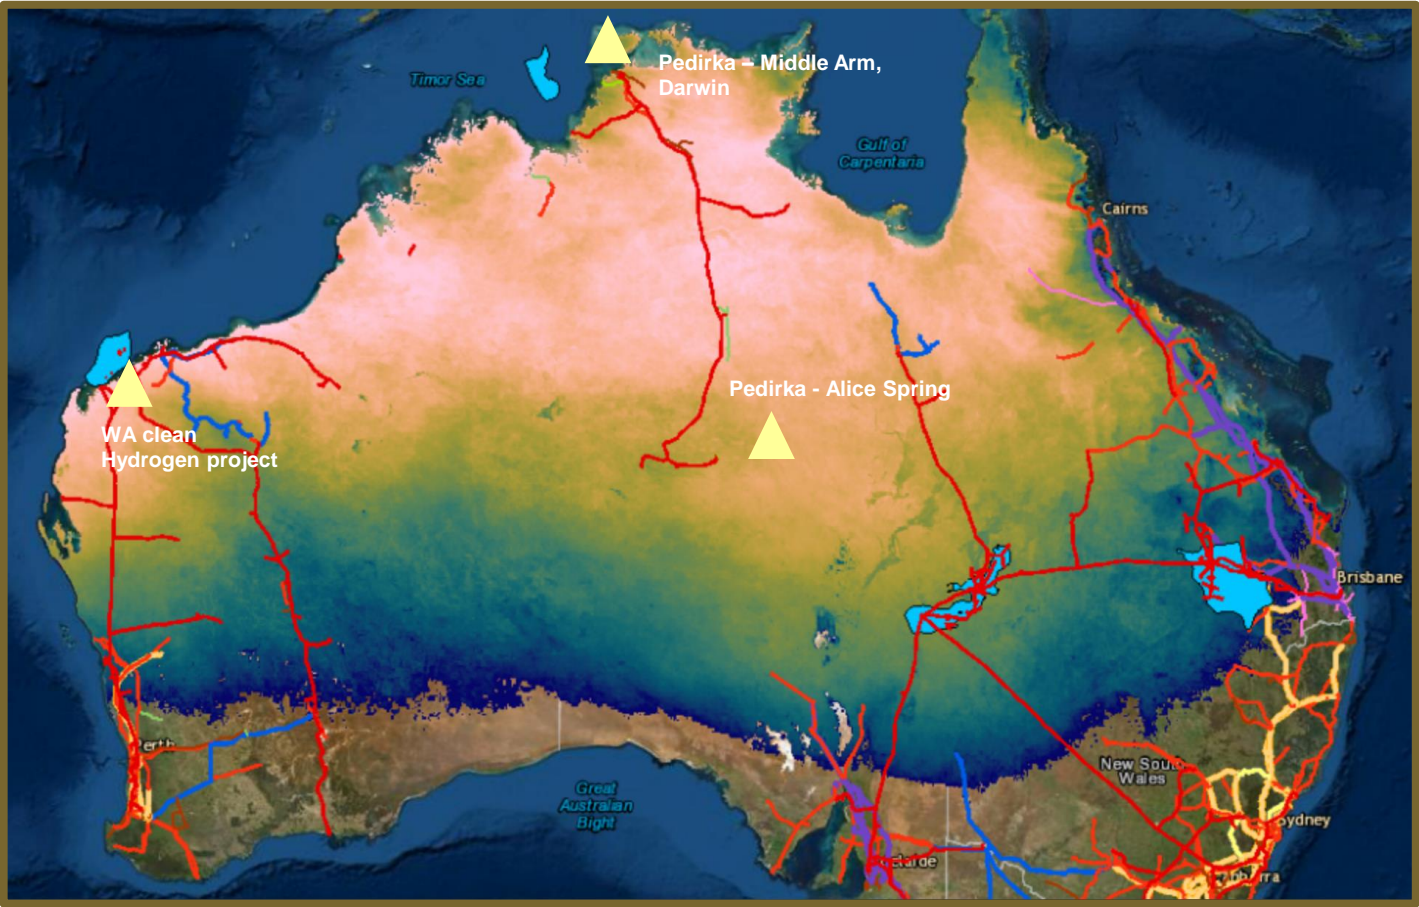 Timor Sea
Pedirka – Middle Arm,
Darwin
Gulf of
Carpentaria
Cairns
Pedirka - Alice Spring
WA clean
Hydrogen project
Brisbane
Great
Australian
Bight
New South
Wales
Sydney